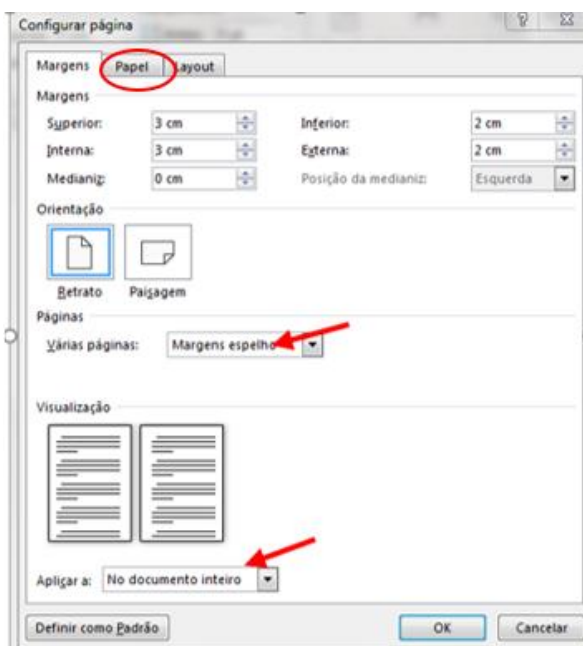 Configurar página
Margens Papel Layout
Margens
Superior: 3 cm Inferior: 2 cm
Interna: 3 cm Externa: 2 cm
Medianiz: 0 cm Posição da medianiz: Esquerda
Orientação
Retrato Paisagem
Páginas
Várias páginas: Margens espelho
Visualização
Aplicar a: No documento inteiro
Definir como Padrão OK Cancelar